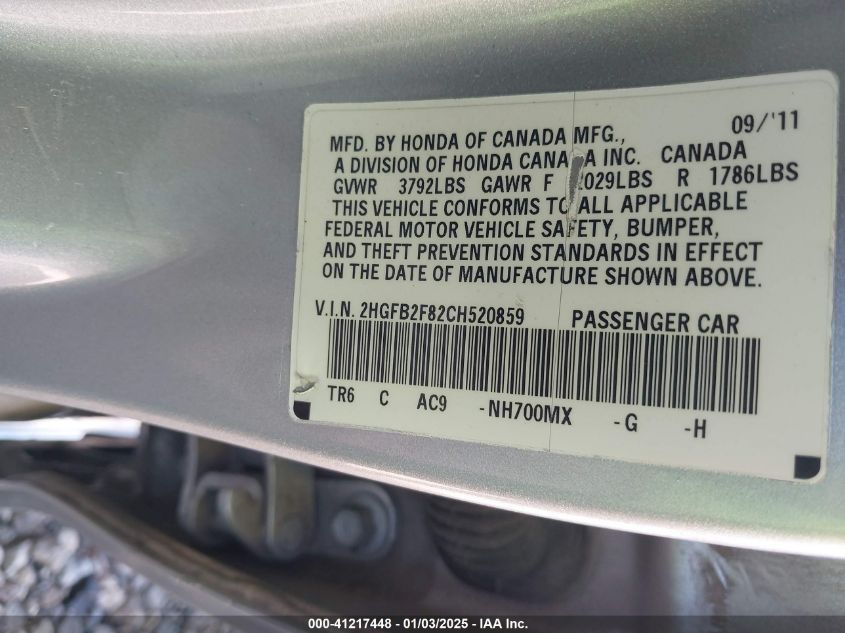 09/'11
MFD. BY HONDA OF CANADA MFG.,
A DIVISION OF HONDA CANADA INC. CANADA
GVWR 3792LBS GAWR F 2029LBS R 1786LBS
THIS VEHICLE CONFORMS TO ALL APPLICABLE
FEDERAL MOTOR VEHICLE SAFETY, BUMPER,
AND THEFT PREVENTION STANDARDS IN EFFECT
ON THE DATE OF MANUFACTURE SHOWN ABOVE.
V.I.N. 2HGFB2F82CH520859 PASSENGER CAR
TR6 C AC9 -NH700MX -G -H
000-41217448 - 01/03/2025 - IAA Inc.